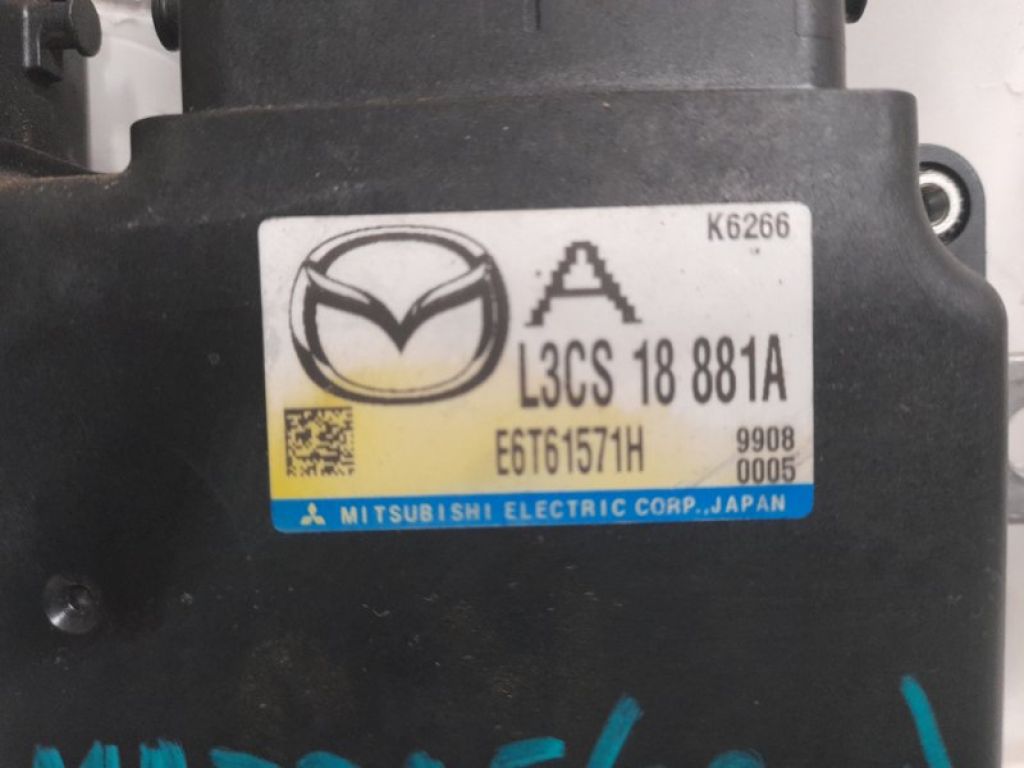 K6266
A
L3CS 18 881A
E6T61571H
9908
0005
MITSUBISHI ELECTRIC CORP., JAPAN